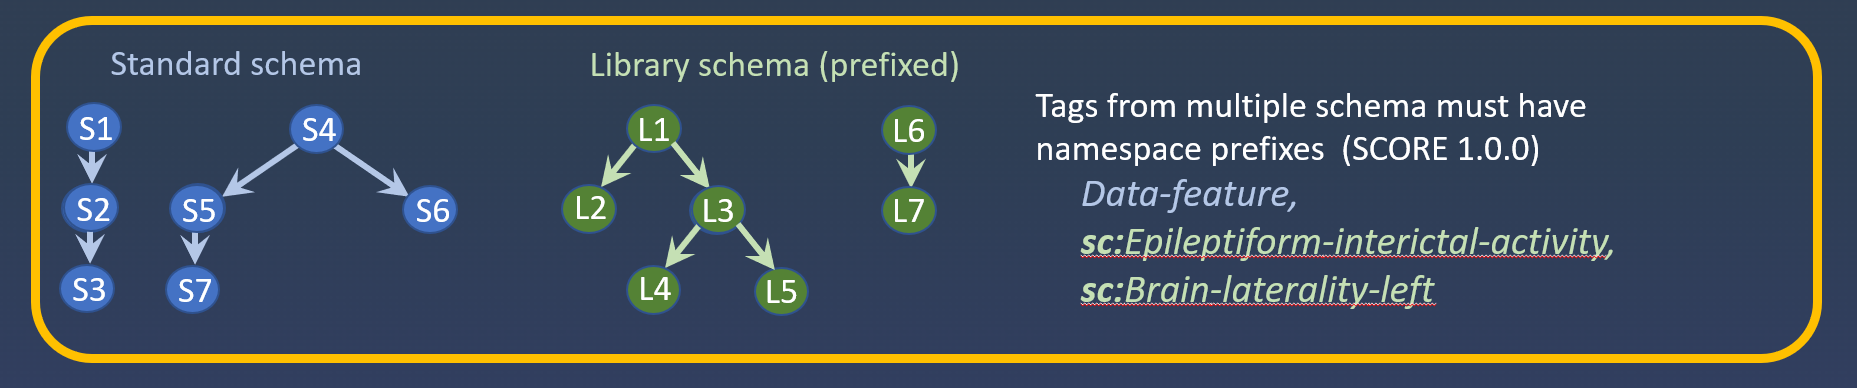 Standard schema
S1
S4
S2
S5
S6
S3
S7
Library schema (prefixed)
L1
L6
L2
L3
L7
L4
L5
Tags from multiple schema must have
namespace prefixes (SCORE 1.0.0)
Data-feature,
sc:Epileptiform-interictal-activity,
sc:Brain-laterality-left